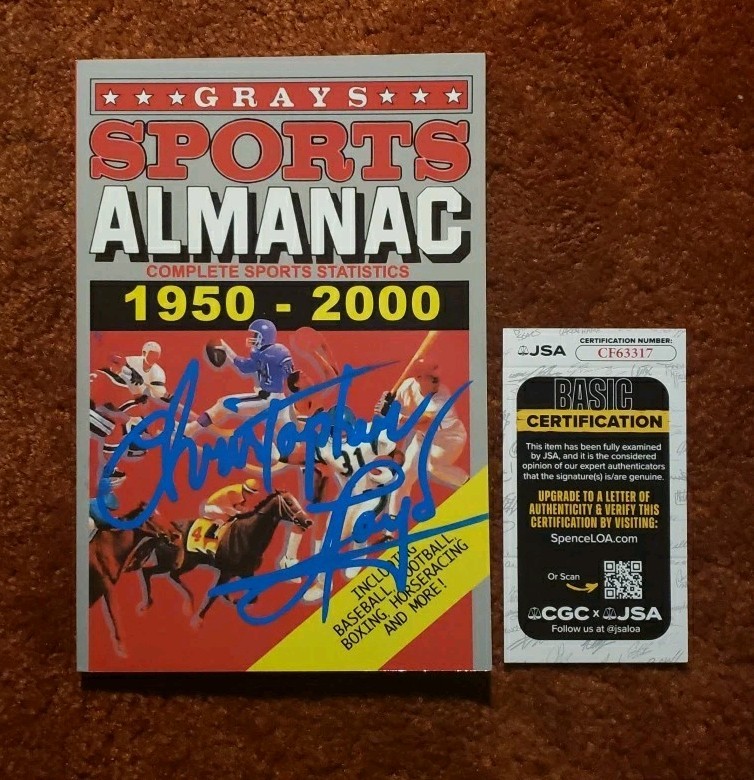 ★ ★ ★ GRAYS ★ ★ ★
SPORTS
ALMANAC
COMPLETE SPORTS STATISTICS
1950 - 2000
Christopher
Lloyd
31
4
INCLUDING
BASEBALL, FOOTBALL,
BOXING, HORSERACING
AND MORE!
JSA
CERTIFICATION NUMBER:
CF63317
BASIC
CERTIFICATION
This item has been fully examined
by JSA, and it is the considered
opinion of our expert authenticators
that the signature(s) is/are genuine.
UPGRADE TO A LETTER OF
AUTHENTICITY & VERIFY THIS
CERTIFICATION BY VISITING:
SpenceLOA.com
Or Scan
CGC x JSA
Follow us at @jsaloa